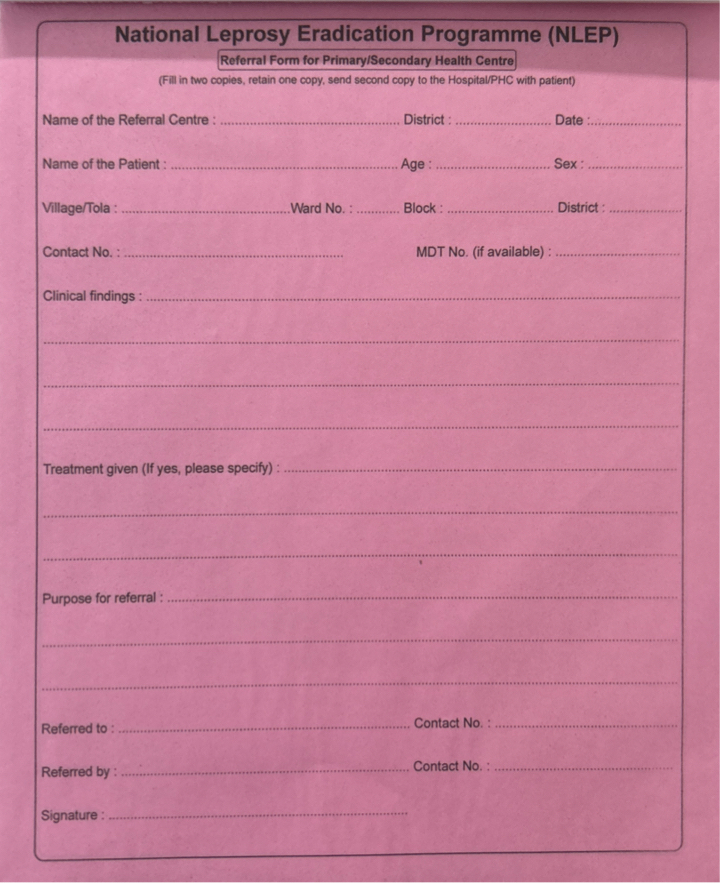 National Leprosy Eradication Programme (NLEP)
Referral Form for Primary/Secondary Health Centre
(Fill in two copies, retain one copy, send second copy to the Hospital/PHC with patient)
Name of the Referral Centre : District : Date :
Name of the Patient : Age : Sex :
Village/Tola : Ward No. : Block : District :
Contact No. : MDT No. (if available) :
Clinical findings :
Treatment given (If yes, please specify) :
Purpose for referral :
Referred to : Contact No. :
Referred by : Contact No. :
Signature :